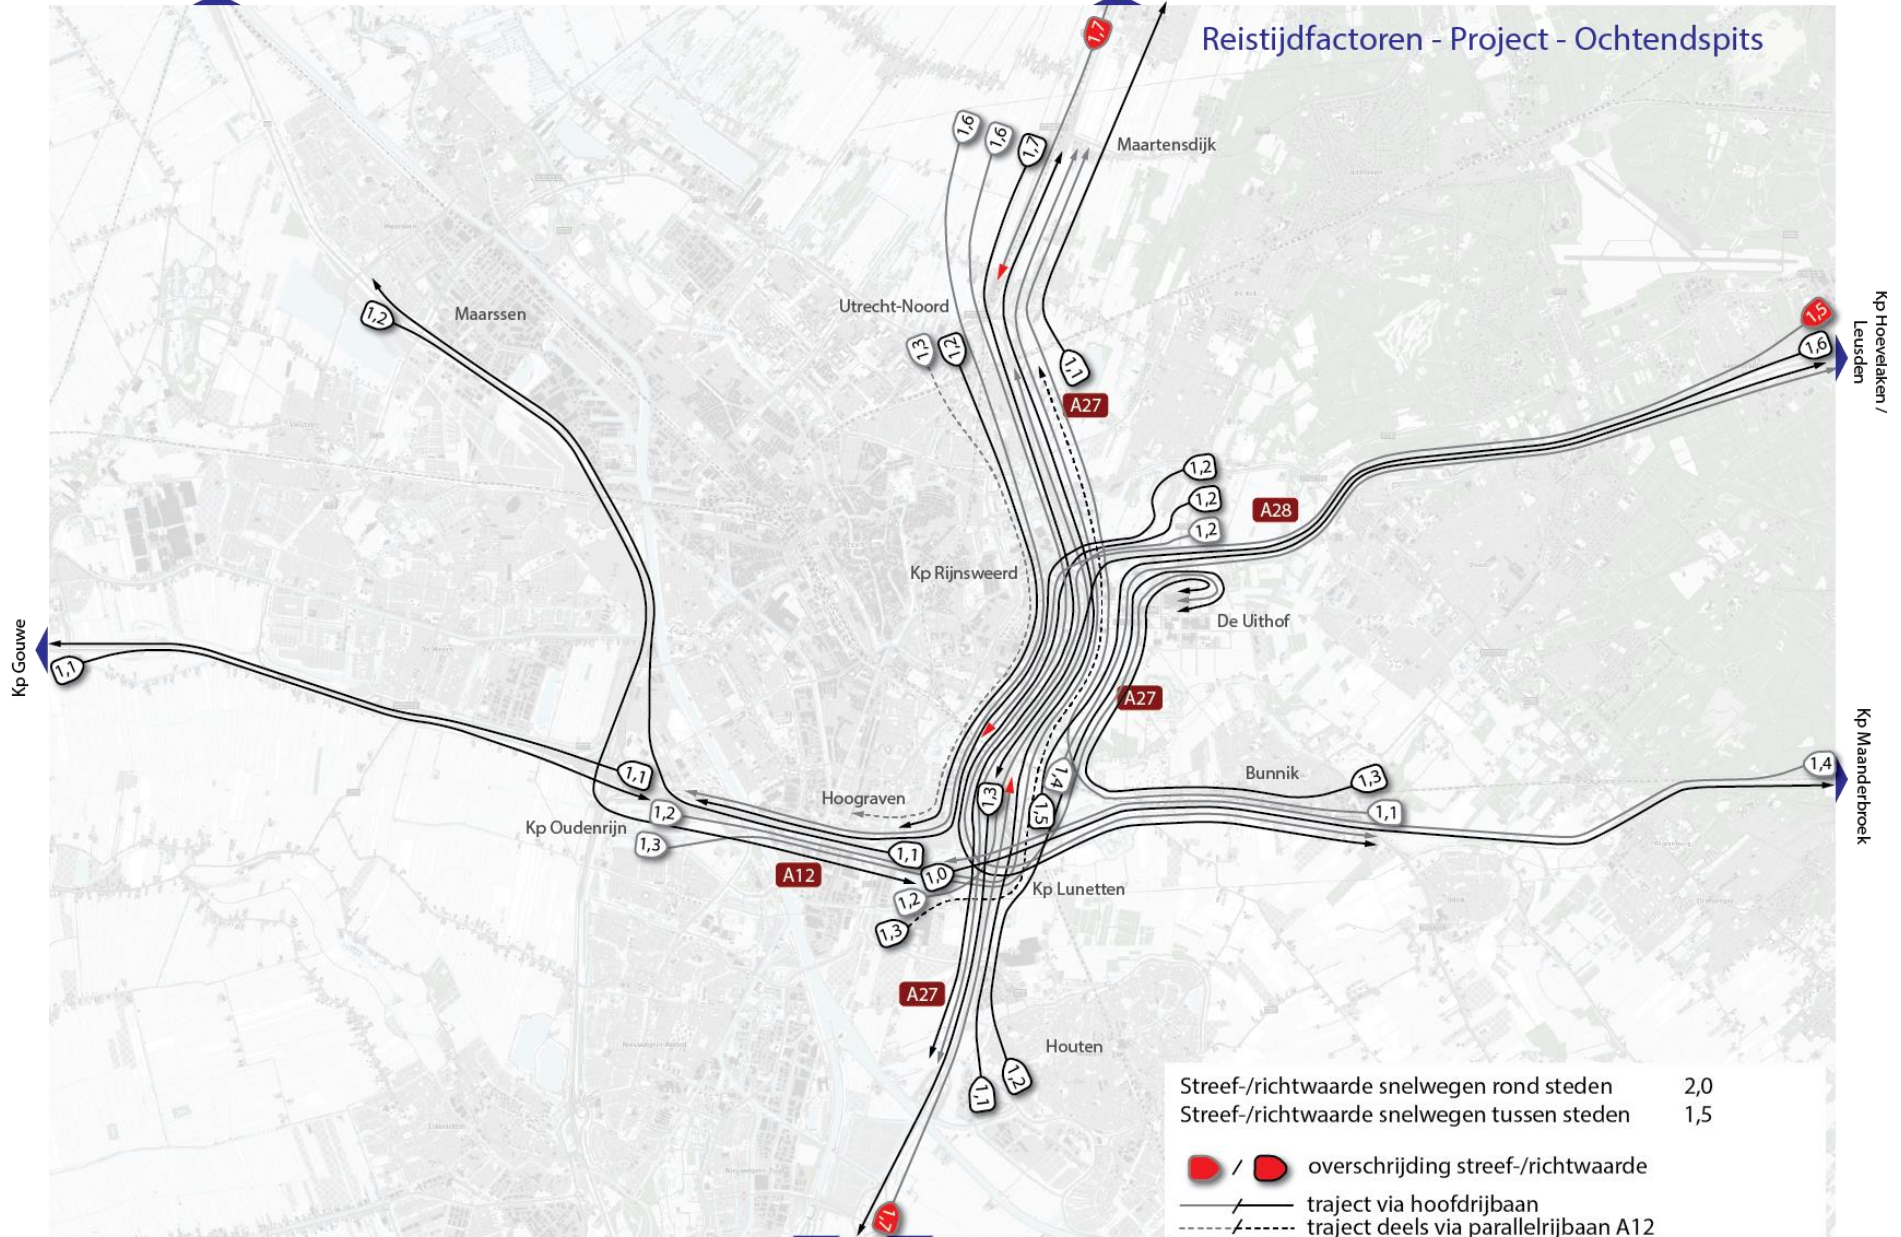 Reistijdfactoren - Project - Ochtendspits
1,7
1,6
1,6
1,7
Maartensdijk
Utrecht-Noord
Maarssen
1,2
1,3
1,2
1,1
A27
1,5
1,6
Kp Hoevelaken /
Leusden
1,2
1,2
1,2
A28
Kp Rijnsweerd
De Uithof
Kp Gouwe
1,1
A27
1,1
1,2
1,3
Kp Oudenrijn
Hoograven
1,3
1,4
1,5
Bunnik
1,3
1,1
1,4
Kp Maanderbroek
A12
1,1
1,0
1,2
1,3
Kp Lunetten
A27
Houten
1,1
1,2
1,7
Streef-/richtwaarde snelwegen rond steden 2,0
Streef-/richtwaarde snelwegen tussen steden 1,5
/ overschrijding streef-/richtwaarde
traject via hoofdrijbaan
traject deels via parallelrijbaan A12